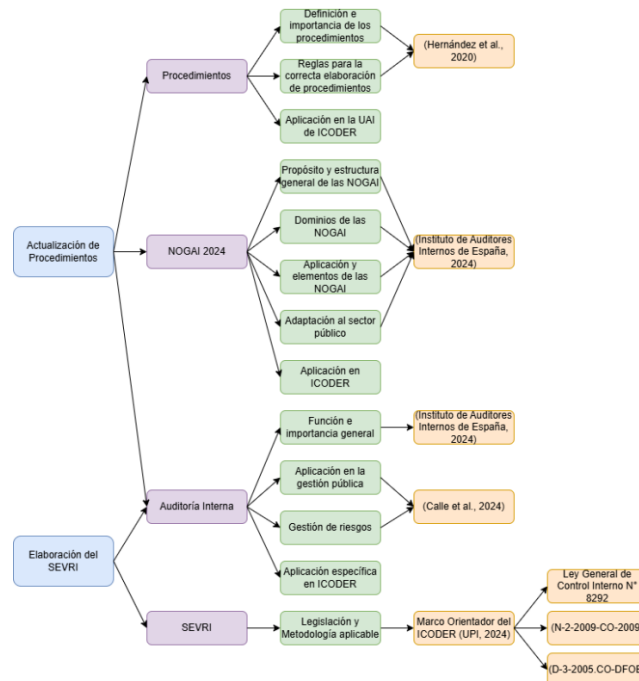 Definición e
importancia de los
procedimientos
(Hernández et al.,
2020)
Procedimientos
Reglas para la
correcta elaboración
de procedimientos
Aplicación en la UAI
de ICODER
Propósito y estructura
general de las NOGAI
Dominios de las
NOGAI
Actualización de
Procedimientos
NOGAI 2024
(Instituto de Auditores
Internos de España,
2024)
Aplicación y
elementos de las
NOGAI
Adaptación al sector
público
Aplicación en
ICODER
Función e
importancia general
(Instituto de Auditores
Internos de España,
2024)
Aplicación en la
gestión pública
Auditoría Interna
(Calle et al., 2024)
Gestión de riesgos
Elaboración del
SEVRI
Aplicación específica
en ICODER
Ley General de
Control Interno N°
8292
SEVRI
Legislación y
Metodología aplicable
Marco Orientador del
ICODER (UPI, 2024)
(N-2-2009-CO-2009
(D-3-2005.CO-DFOE